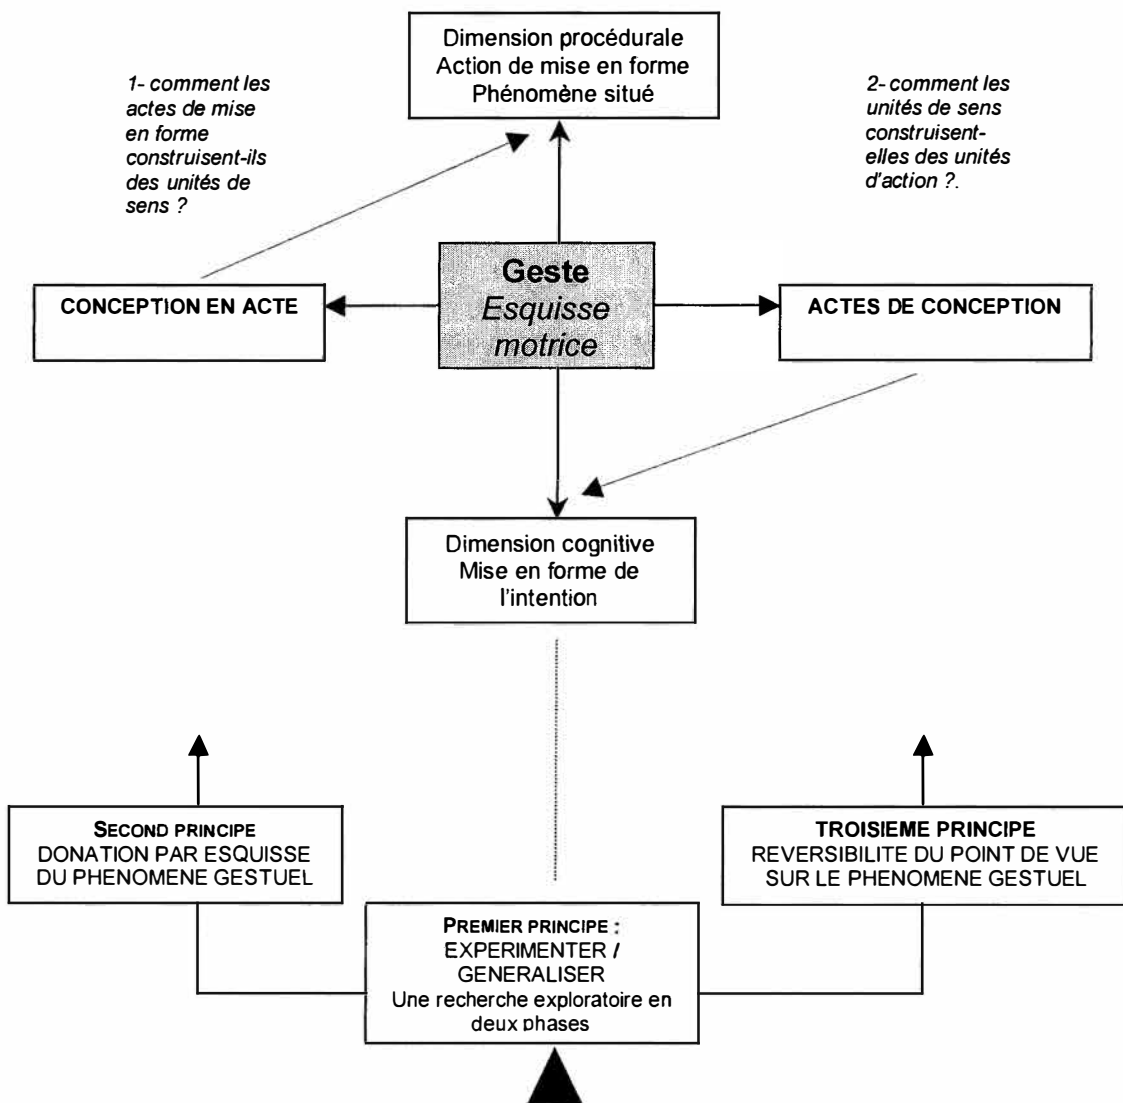 Dimension procédurale
Action de mise en forme
Phénomène situé
1- comment les
actes de mise
en forme
construisent-ils
des unités de
sens ?
2- comment les
unités de sens
construisent-
elles des unités
d'action ?.
Geste
Esquisse
motrice
CONCEPTION EN ACTE
ACTES DE CONCEPTION
Dimension cognitive
Mise en forme de
l'intention
SECOND PRINCIPE
DONATION PAR ESQUISSE
DU PHENOMENE GESTUEL
TROISIEME PRINCIPE
REVERSIBILITE DU POINT DE VUE
SUR LE PHENOMENE GESTUEL
PREMIER PRINCIPE :
EXPERIMENTER /
GENERALISER
Une recherche exploratoire en
deux phases